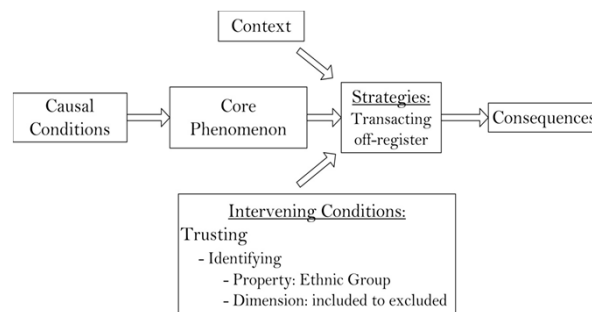 Context
Causal
Conditions
Core
Phenomenon
Strategies:
Transacting
off-register
Consequences
Intervening Conditions:
Trusting
- Identifying
- Property: Ethnic Group
- Dimension: included to excluded